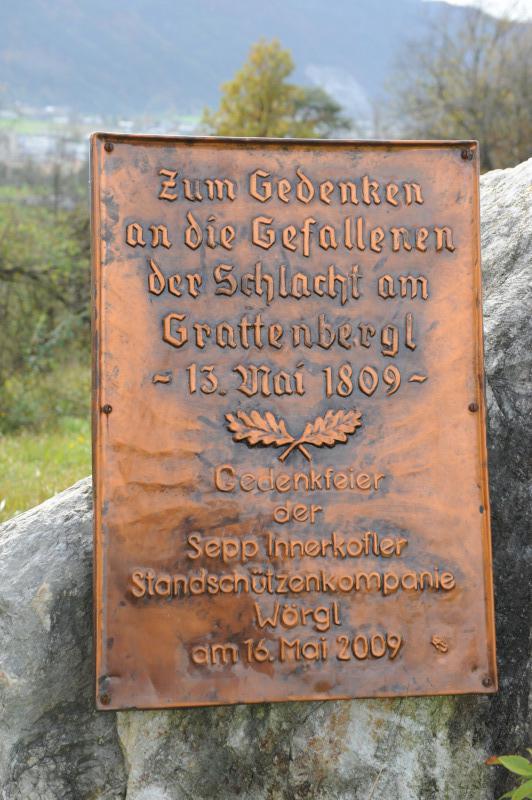 Zum Gedenken
an die Gefallenen
der Schlacht am
Grattenbergl
- 13. Mai 1809 -
Gedenkfeier
der
Sepp Innerkofler
Standschützenkompanie
Wörgl
am 16. Mai 2009